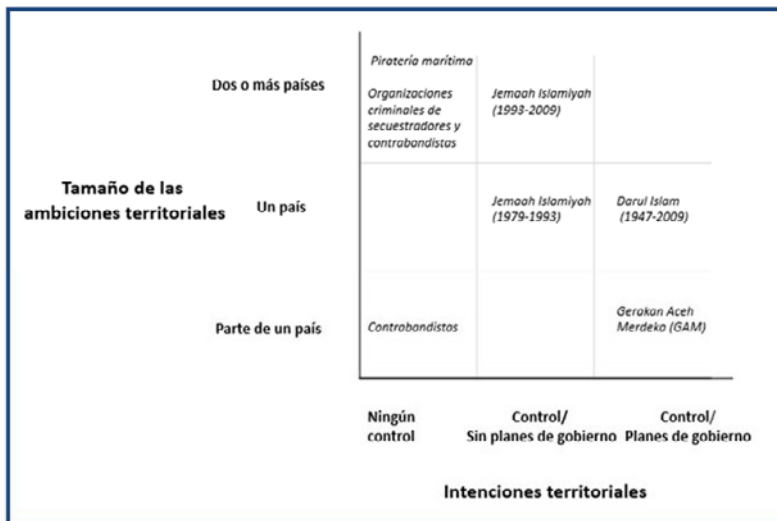 Piratería marítima
Dos o más países
Organizaciones
criminales de
secuestradores y
contrabandistas
Jemaah Islamiyah
(1993-2009)
Tamaño de las
ambiciones territoriales
Un país
Jemaah Islamiyah
(1979-1993)
Darul Islam
(1947-2009)
Parte de un país
Contrabandistas
Gerakan Aceh
Merdeka (GAM)
Ningún
control
Control/
Sin planes de gobierno
Control/
Planes de gobierno
Intenciones territoriales